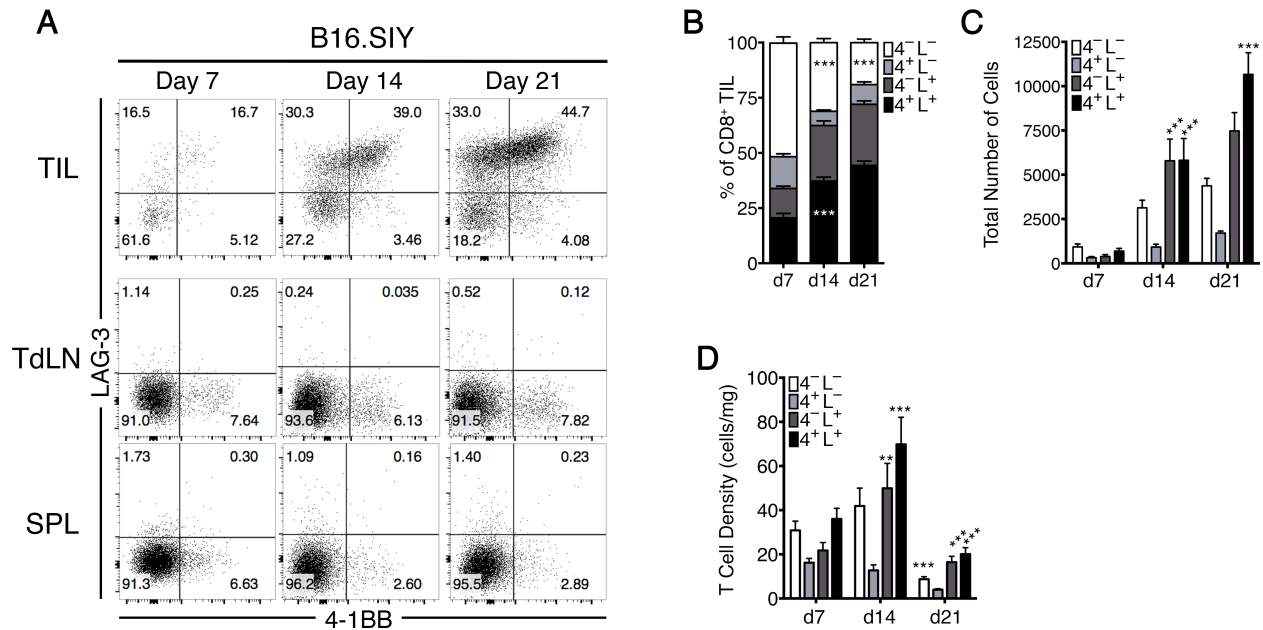 A
B16.SIY
Day 7 Day 14 Day 21
TIL
16.5 16.7
61.6 5.12
30.3 39.0
27.2 3.46
33.0 44.7
18.2 4.08
TdLN
1.14 0.25
91.0 7.64
0.24 0.035
93.6 6.13
0.52 0.12
91.5 7.82
SPL
1.73 0.30
91.3 6.63
1.09 0.16
96.2 2.60
1.40 0.23
95.5 2.89
LAG-3
4-1BB
B
% of CD8⁺ TIL
100
75
50
25
0
d7 d14 d21
*** ***
***
4⁻L⁻
4⁺L⁻
4⁻L⁺
4⁺L⁺
C
Total Number of Cells
12500
10000
7500
5000
2500
0
d7 d14 d21
4⁻L⁻
4⁺L⁻
4⁻L⁺
4⁺L⁺
*** *** ***
D
T Cell Density (cells/mg)
100
80
60
40
20
0
d7 d14 d21
4⁻L⁻
4⁺L⁻
4⁻L⁺
4⁺L⁺
** *** *** *** ***